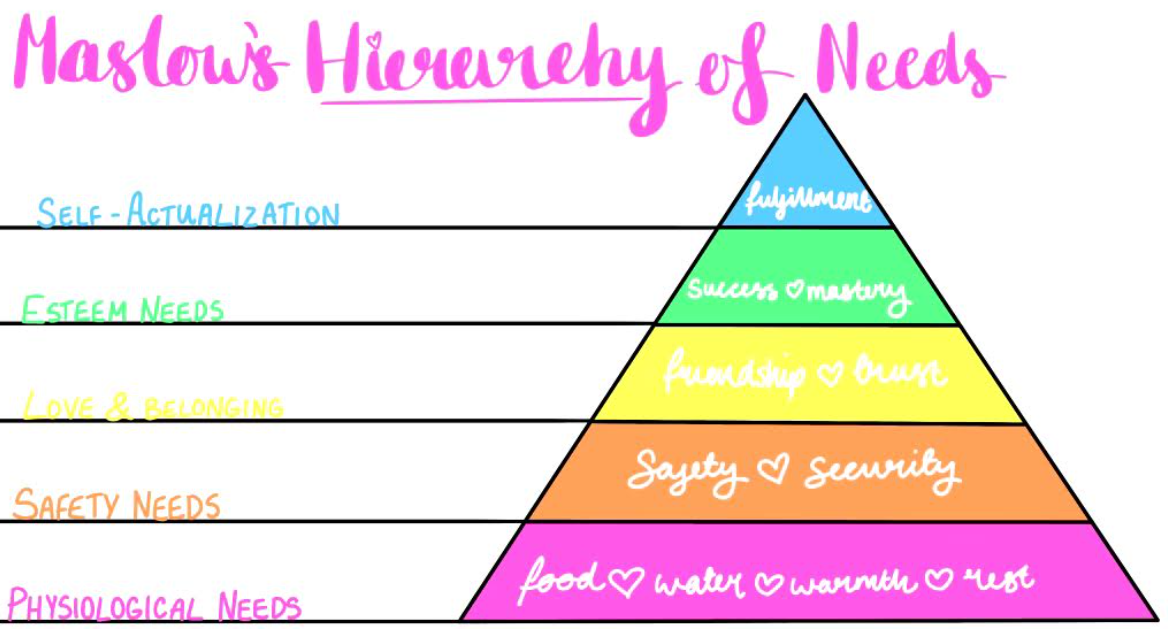 Maslow's Hierarchy of Needs
SELF-ACTUALIZATION
fulfillment
ESTEEM NEEDS
Success ♡ mastery
LOVE & BELONGING
friendship ♡ trust
SAFETY NEEDS
Safety ♡ Security
PHYSIOLOGICAL NEEDS
food ♡ water ♡ warmth ♡ rest